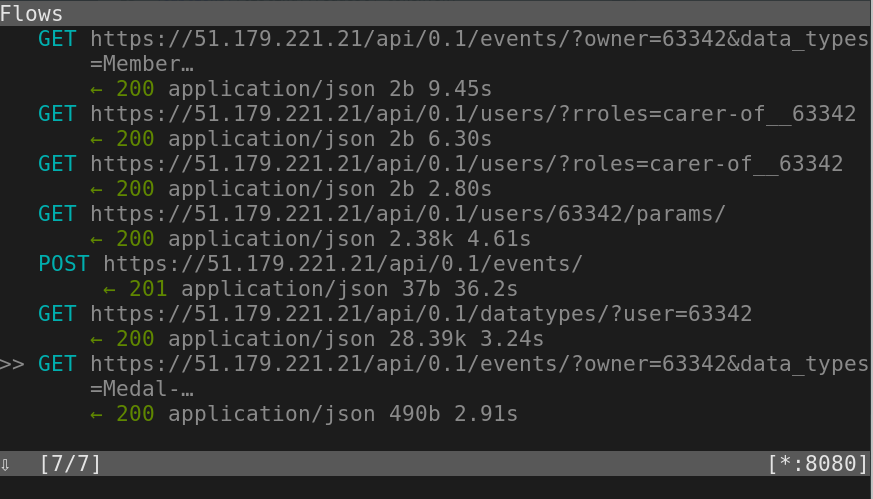 Flows
GET https://51.179.221.21/api/0.1/events/?owner=63342&data_types
=Member…
← 200 application/json 2b 9.45s
GET https://51.179.221.21/api/0.1/users/?rroles=carer-of__63342
← 200 application/json 2b 6.30s
GET https://51.179.221.21/api/0.1/users/?roles=carer-of__63342
← 200 application/json 2b 2.80s
GET https://51.179.221.21/api/0.1/users/63342/params/
← 200 application/json 2.38k 4.61s
POST https://51.179.221.21/api/0.1/events/
← 201 application/json 37b 36.2s
GET https://51.179.221.21/api/0.1/datatypes/?user=63342
← 200 application/json 28.39k 3.24s
>> GET https://51.179.221.21/api/0.1/events/?owner=63342&data_types
=Medal-…
← 200 application/json 490b 2.91s
⇩ [7/7] [*:8080]